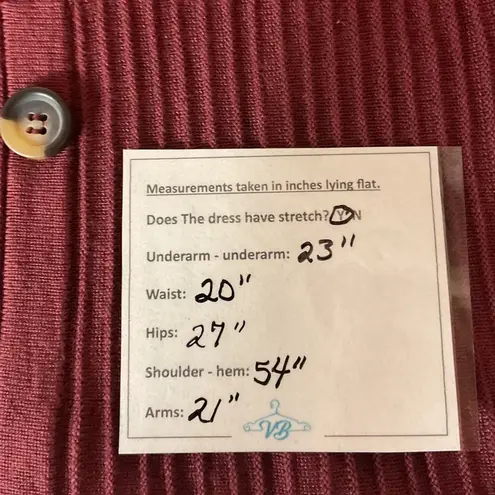 Measurements taken in inches lying flat.
Does The dress have stretch? Y N
Underarm - underarm: 23"
Waist: 20"
Hips: 27"
Shoulder - hem: 54"
Arms: 21"
VB